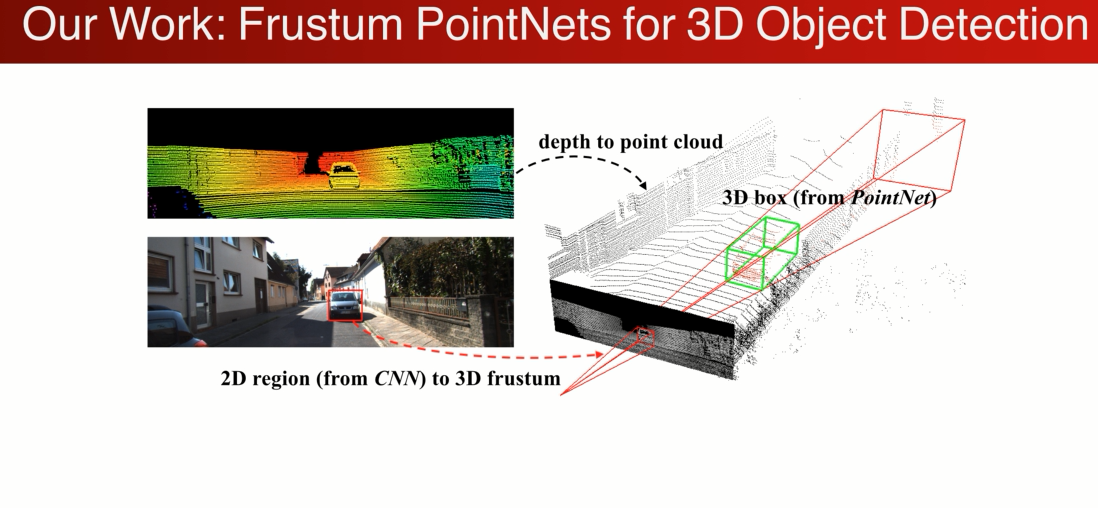 Our Work: Frustum PointNets for 3D Object Detection
depth to point cloud
3D box (from PointNet)
2D region (from CNN) to 3D frustum